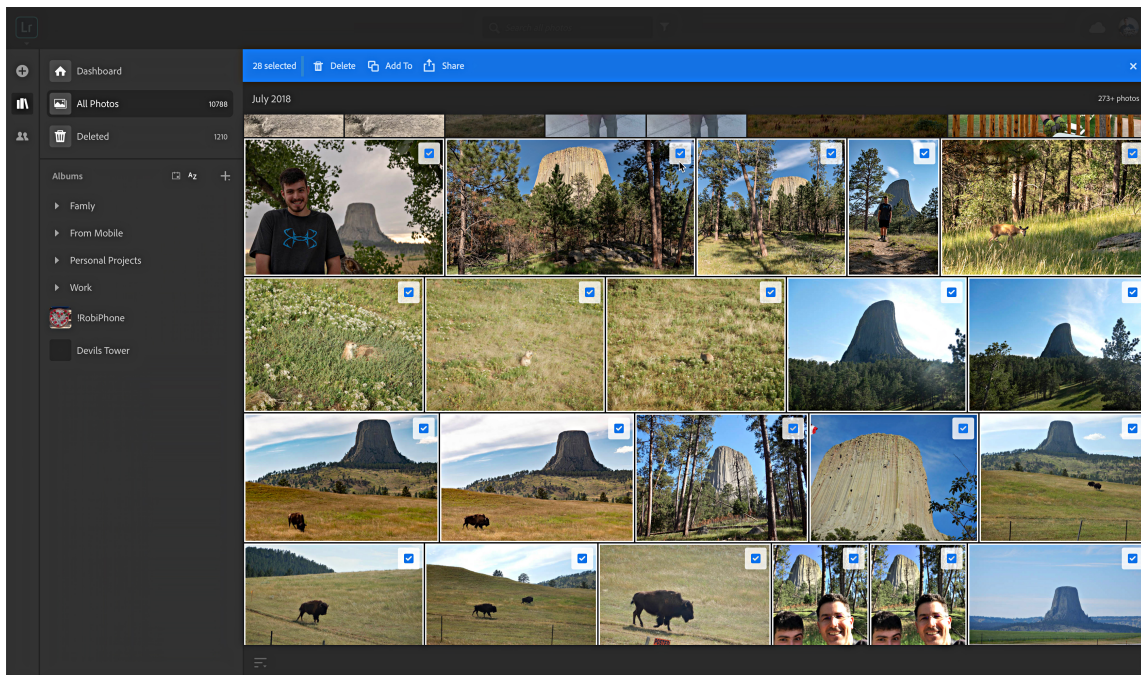 Lr
28 selected Delete Add To Share
Dashboard
All Photos 10788
July 2018 273+ photos
Deleted 1210
Albums AZ
Famly
From Mobile
Personal Projects
Work
!RobiPhone
Devils Tower